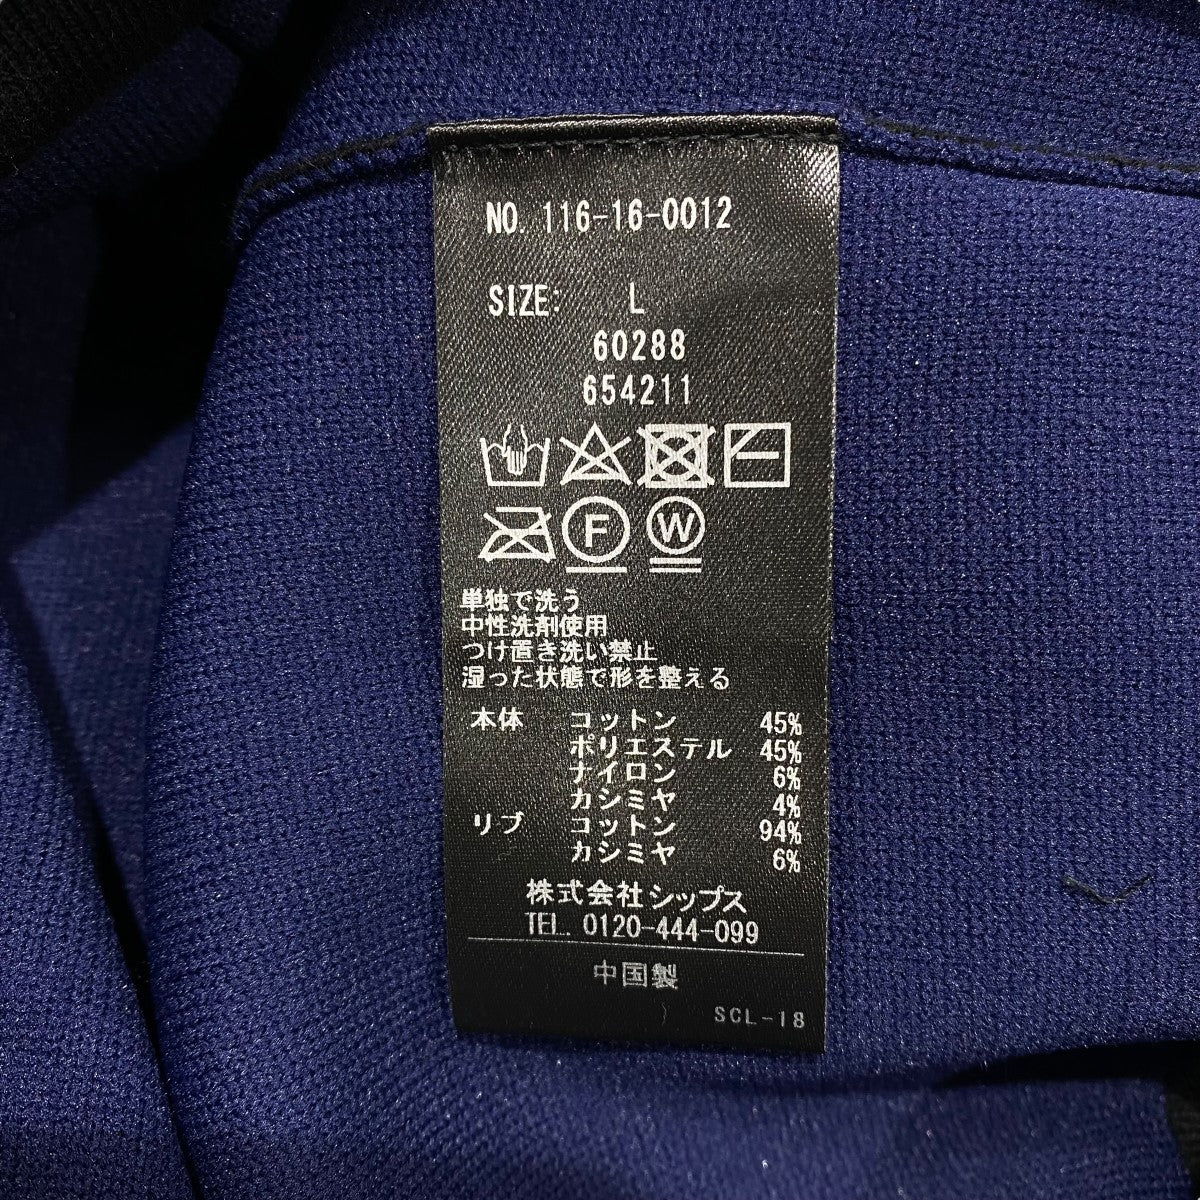 NO. 116-16-0012
SIZE: L
60288
654211
F W
単独で洗う
中性洗剤使用
つけ置き洗い禁止
湿った状態で形を整える
本体 コットン 45%
ポリエステル 45%
ナイロン 6%
カシミヤ 4%
リブ コットン 94%
カシミヤ 6%
株式会社シップス
TEL. 0120-444-099
中国製
SCL-18